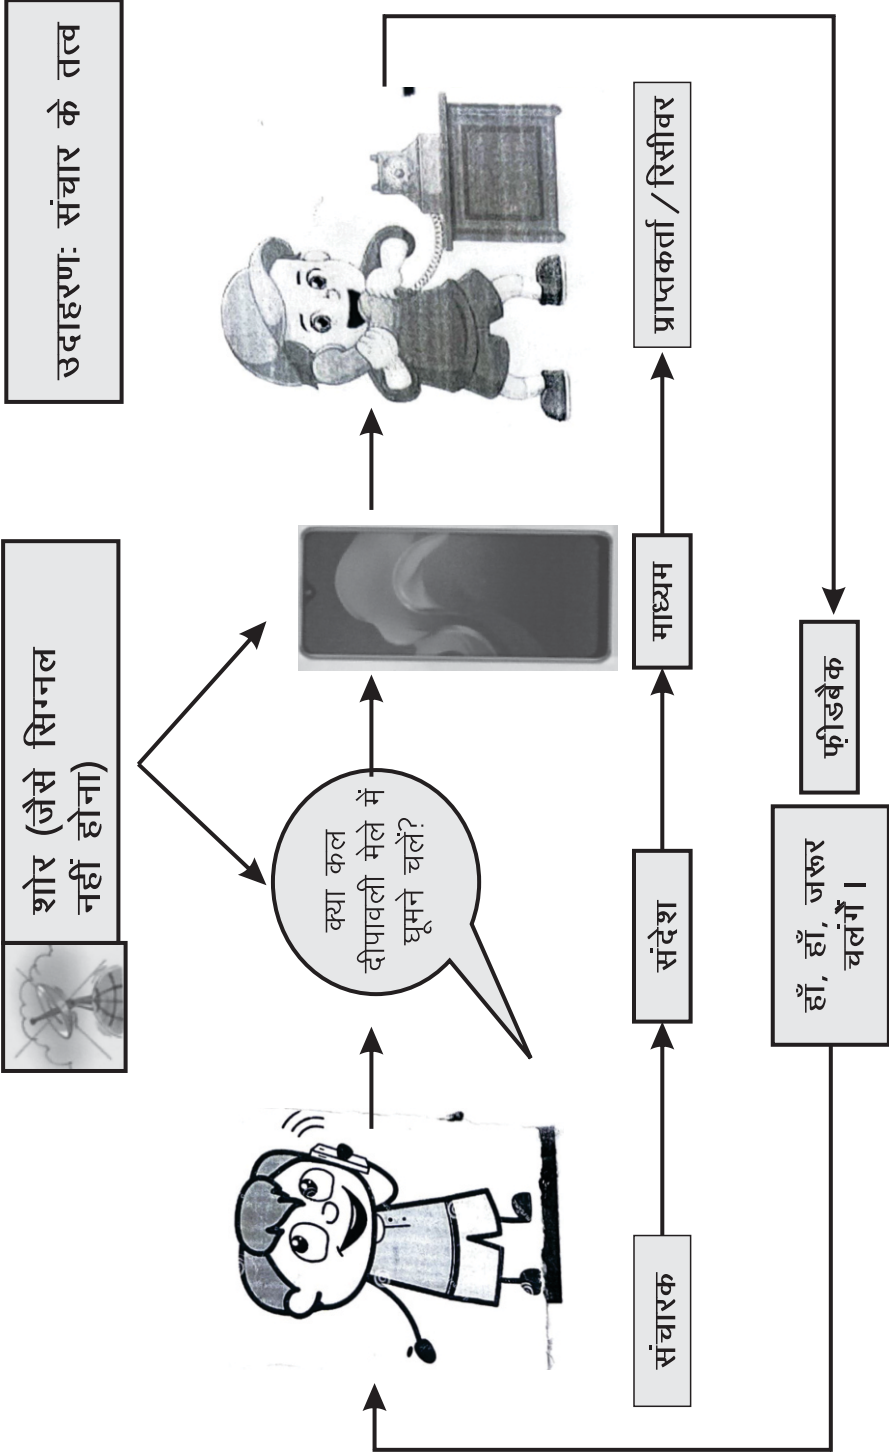 उदाहरणः संचार के तत्व
शोर (जैसे सिग्नल
नहीं होना)
क्या कल
दीपावली मेले में
घूमने चलें?
संचारक
संदेश
माध्यम
प्राप्तकर्ता/रिसीवर
फीडबैक
हाँ, हाँ, जरूर
चलेंगें।